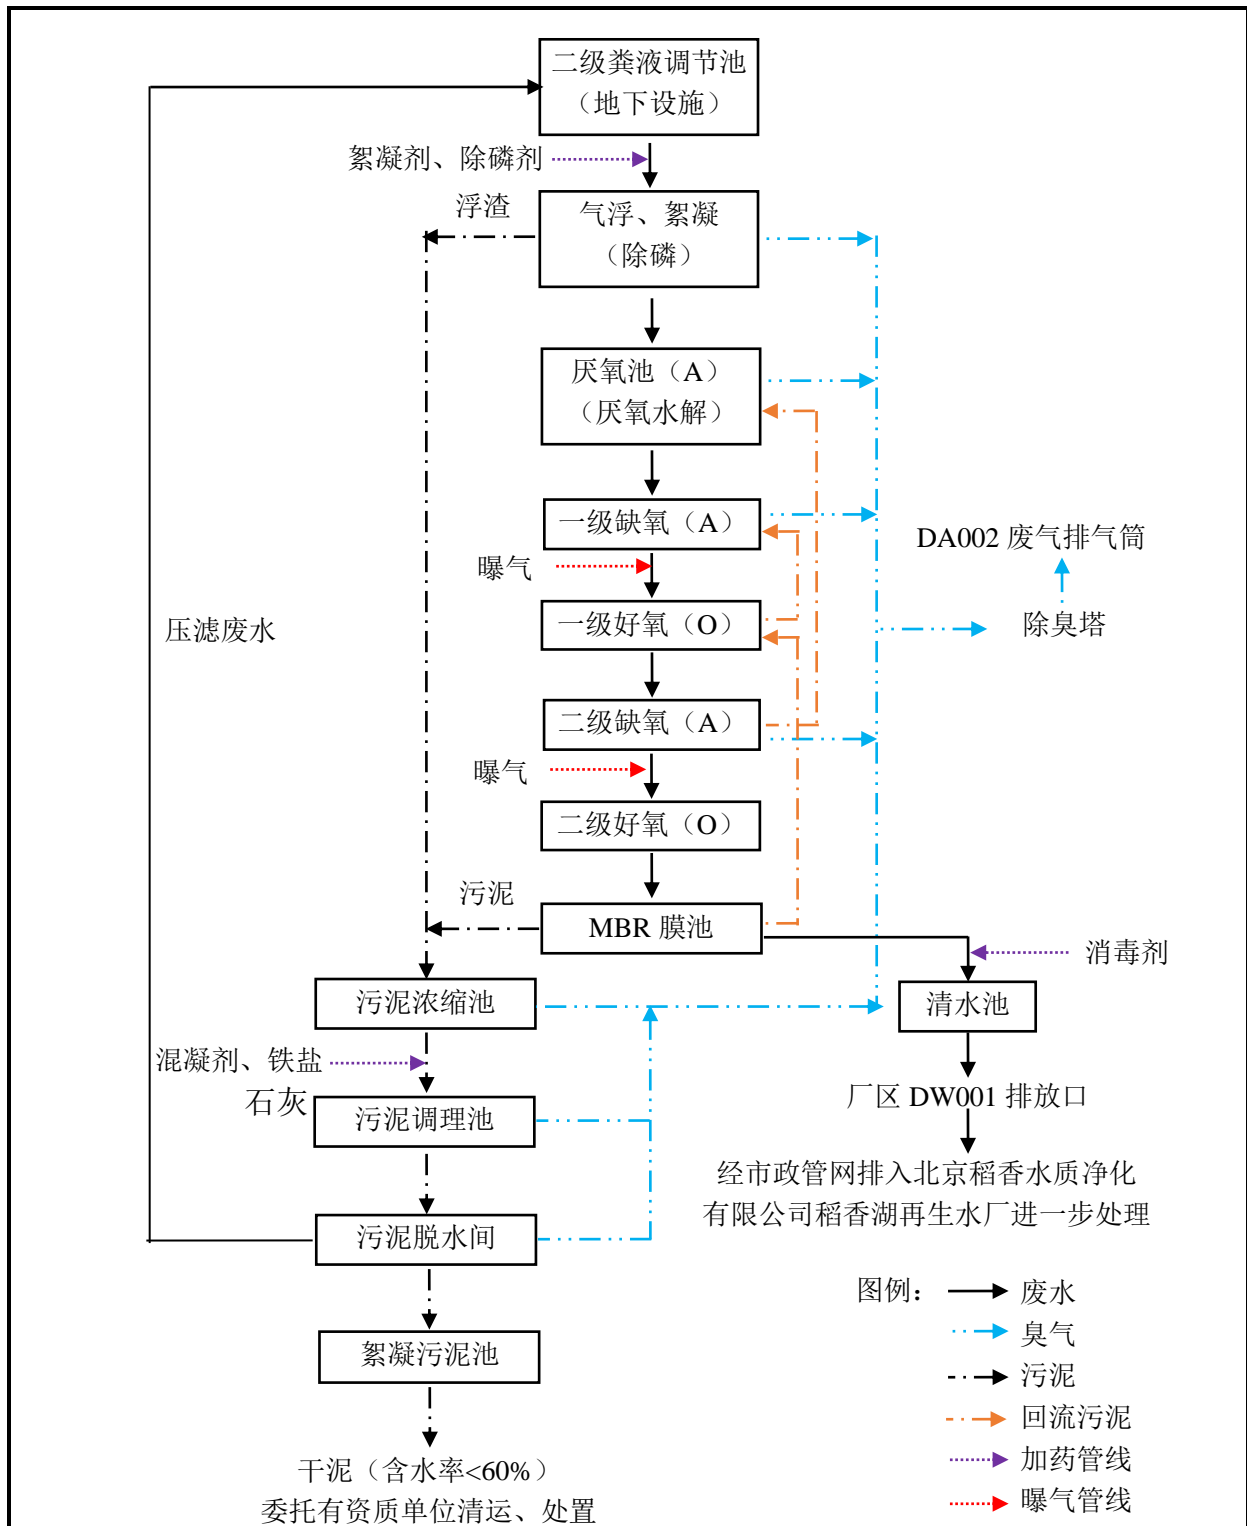 二级粪液调节池
（地下设施）
絮凝剂、除磷剂
浮渣
气浮、絮凝
（除磷）
厌氧池（A）
（厌氧水解）
一级缺氧（A）
DA002 废气排气筒
曝气
压滤废水
一级好氧（O）
除臭塔
二级缺氧（A）
曝气
二级好氧（O）
污泥
MBR 膜池
消毒剂
污泥浓缩池
清水池
混凝剂、铁盐
石灰
厂区 DW001 排放口
污泥调理池
经市政管网排入北京稻香水质净化
有限公司稻香湖再生水厂进一步处理
污泥脱水间
图例：
废水
臭气
絮凝污泥池
污泥
回流污泥
干泥（含水率<60%）
加药管线
委托有资质单位清运、处置
曝气管线